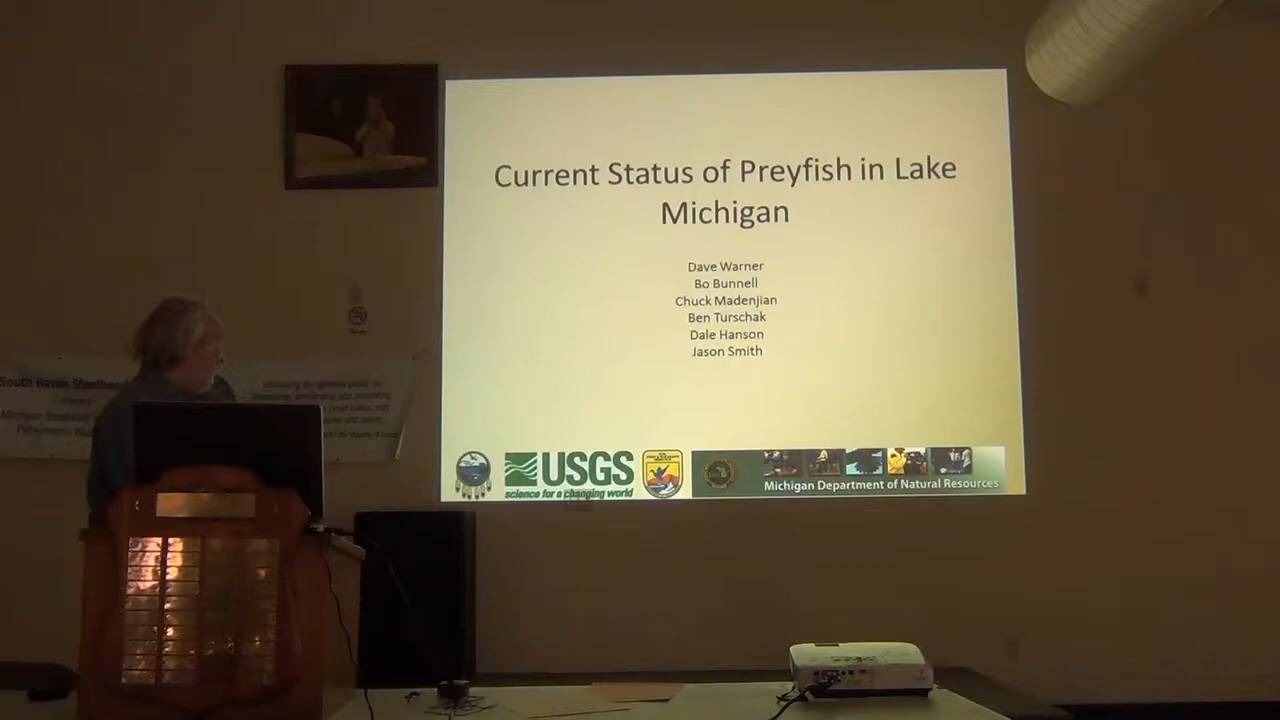 Current Status of Preyfish in Lake
Michigan
Dave Warner
Bo Bunnell
Chuck Madenjian
Ben Turschak
Dale Hanson
Jason Smith
South Haven
USGS
science for a changing world
Michigan Department of Natural Resources